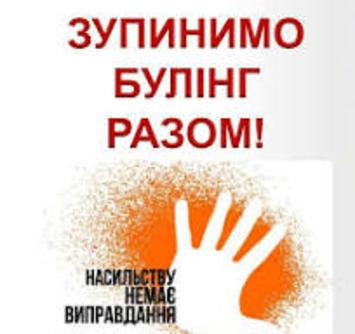 ЗУПИНИМО
БУЛІНГ
РАЗОМ!
НАСИЛЬСТВУ
НЕМАЄ
ВИПРАВДАННЯ